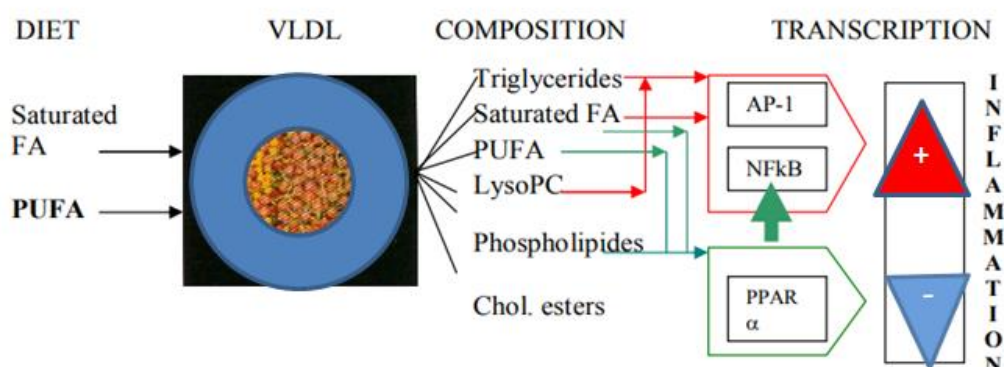 DIET
VLDL
COMPOSITION
TRANSCRIPTION
Saturated
FA
PUFA
Triglycerides
Saturated FA
PUFA
LysoPC
Phospholipides
Chol. esters
AP-1
NFkB
PPAR
α
+
-
INFLAMMATION